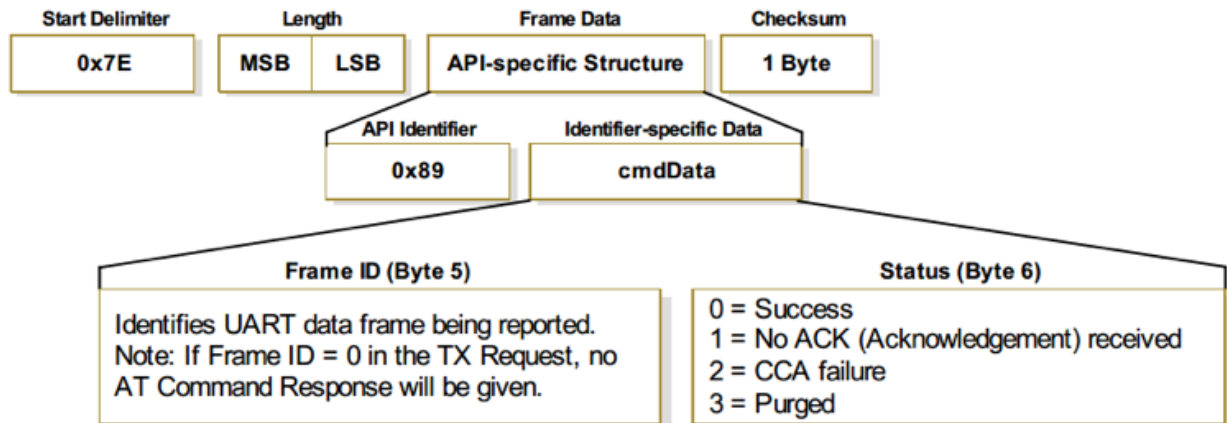 Start Delimiter Length Frame Data Checksum
0x7E MSB LSB API-specific Structure 1 Byte
API Identifier Identifier-specific Data
0x89 cmdData
Frame ID (Byte 5)
Identifies UART data frame being reported.
Note: If Frame ID = 0 in the TX Request, no
AT Command Response will be given.
Status (Byte 6)
0 = Success
1 = No ACK (Acknowledgement) received
2 = CCA failure
3 = Purged